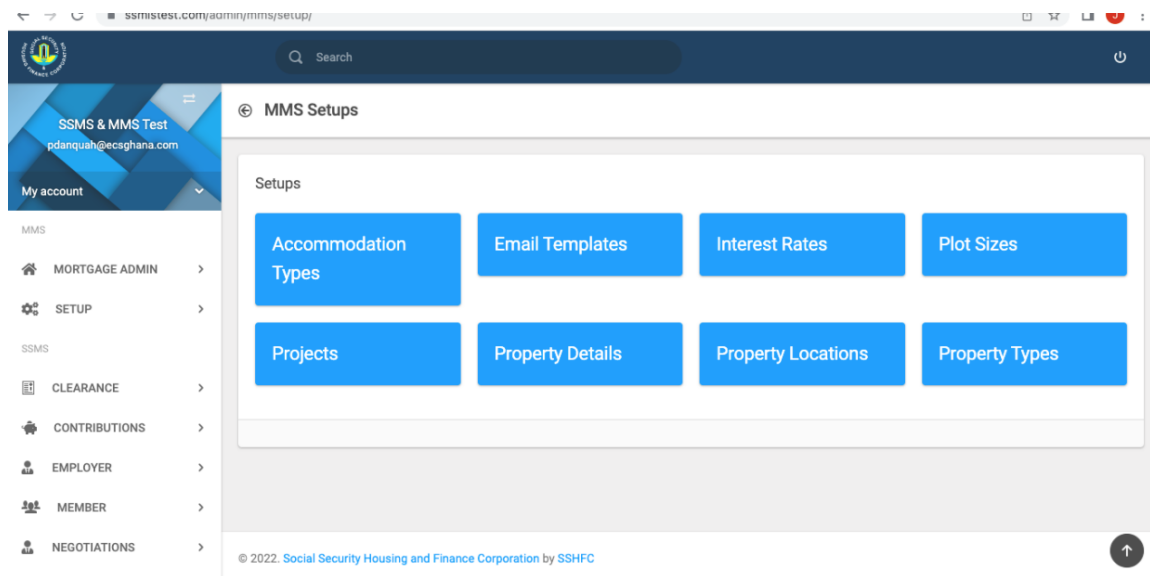 ssmistest.com/admin/mms/setup/
J
Search
SSMS & MMS Test
pdanquah@ecsghana.com
My account
MMS
MORTGAGE ADMIN
SETUP
SSMS
CLEARANCE
CONTRIBUTIONS
EMPLOYER
MEMBER
NEGOTIATIONS
MMS Setups
Setups
Accommodation
Types
Email Templates
Interest Rates
Plot Sizes
Projects
Property Details
Property Locations
Property Types
© 2022. Social Security Housing and Finance Corporation by SSHFC